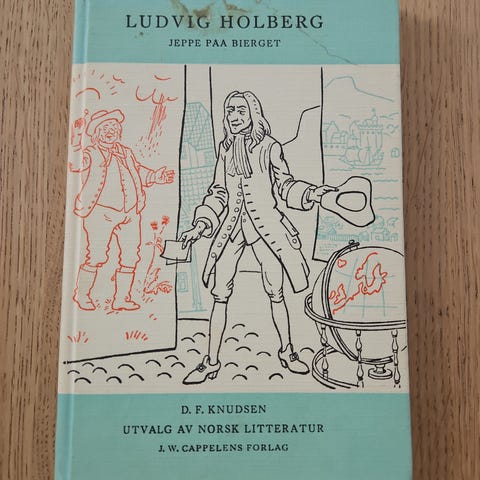 LUDVIG HOLBERG
JEPPE PAA BIERGET
D. F. KNUDSEN
UTVALG AV NORSK LITTERATUR
J. W. CAPPELENS FORLAG